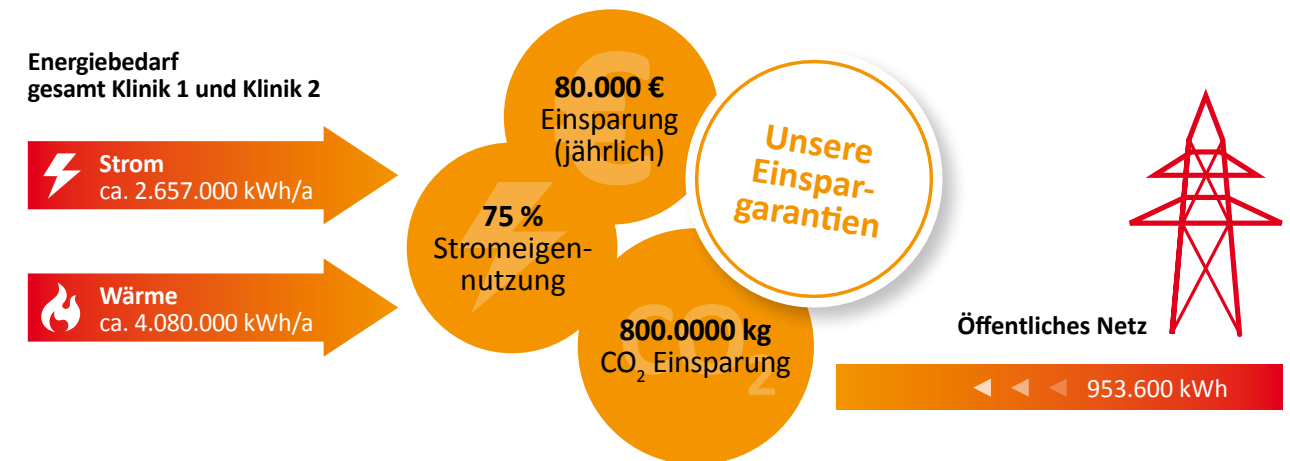 Energiebedarf
gesamt Klinik 1 und Klinik 2
Strom
ca. 2.657.000 kWh/a
Wärme
ca. 4.080.000 kWh/a
€
80.000 €
Einsparung
(jährlich)
75 %
Stromeigen-
nutzung
CO2
800.0000 kg
CO2 Einsparung
Unsere
Einspar-
garantien
Öffentliches Netz
953.600 kWh